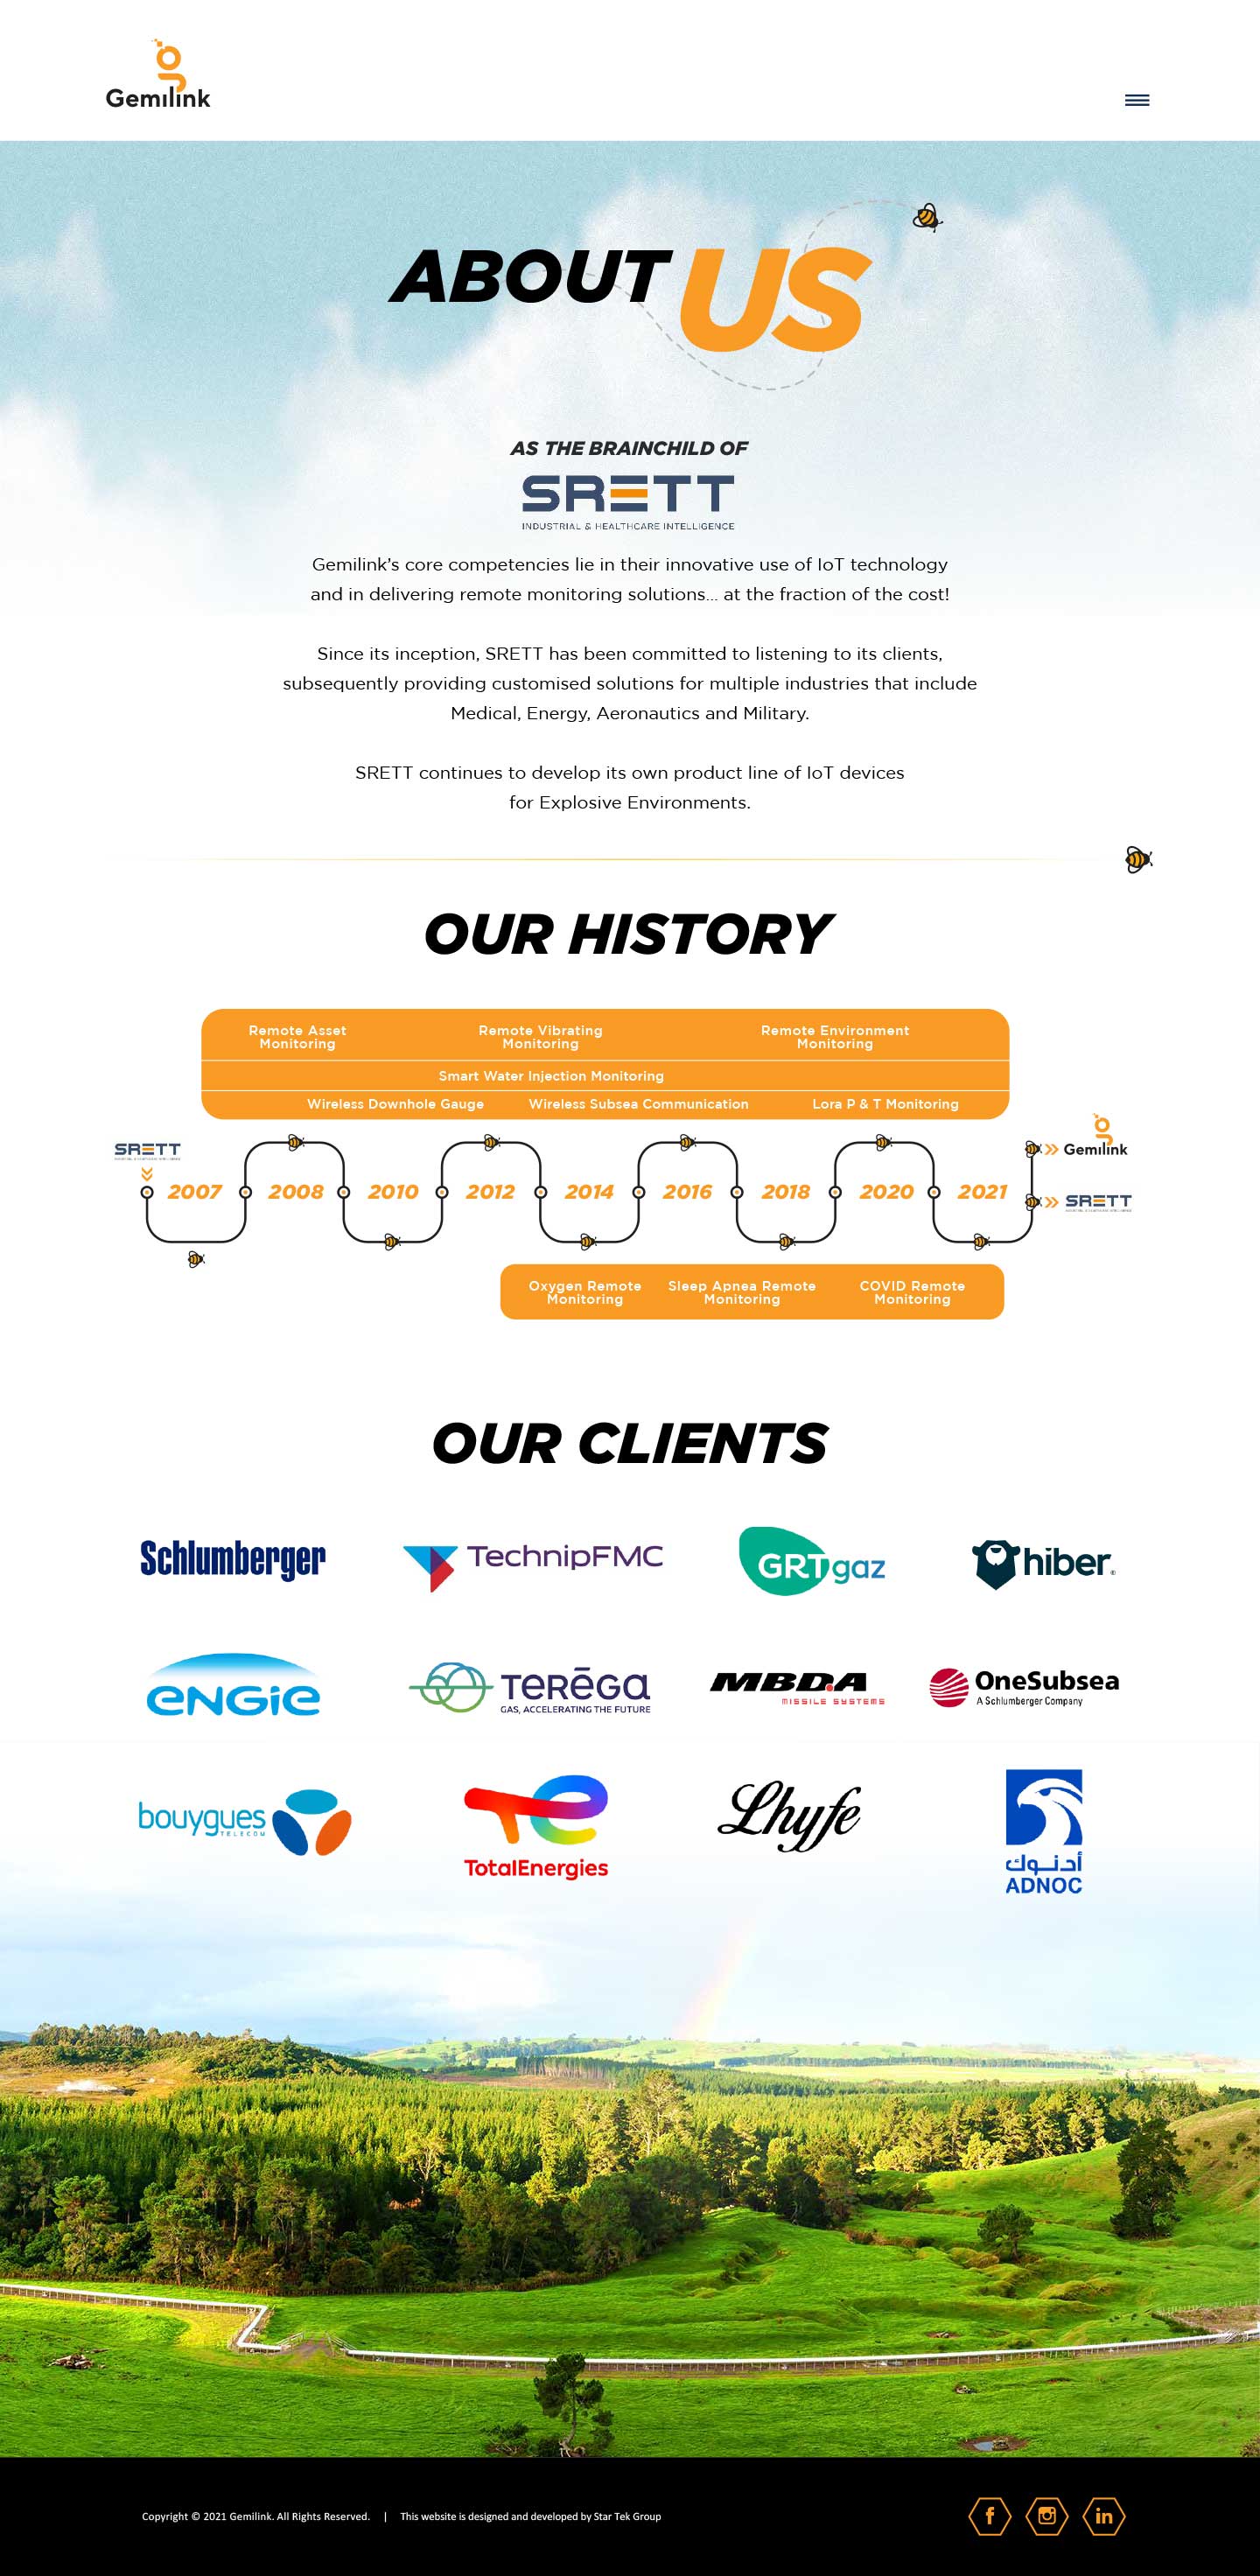 Gemilink
ABOUT US
AS THE BRAINCHILD OF
SRETT
INDUSTRIAL & HEALTHCARE INTELLIGENCE
Gemilink's core competencies lie in their innovative use of IoT technology
and in delivering remote monitoring solutions... at the fraction of the cost!
Since its inception, SRETT has been committed to listening to its clients,
subsequently providing customised solutions for multiple industries that include
Medical, Energy, Aeronautics and Military.
SRETT continues to develop its own product line of IoT devices
for Explosive Environments.
OUR HISTORY
Remote Asset
Monitoring
Remote Vibrating
Monitoring
Remote Environment
Monitoring
Smart Water Injection Monitoring
Wireless Downhole Gauge
Wireless Subsea Communication
Lora P & T Monitoring
SRETT
Gemilink
2007
2008
2010
2012
2014
2016
2018
2020
2021
SRETT
Oxygen Remote
Monitoring
Sleep Apnea Remote
Monitoring
COVID Remote
Monitoring
OUR CLIENTS
Schlumberger
TechnipFMC
GRTgaz
hiber
ENGIE
TERĒGA
GAS, ACCELERATING THE FUTURE
MBDA
MISSILE SYSTEMS
OneSubsea
A Schlumberger Company
bouygues
TELECOM
TotalEnergies
Lhyfe
أدنوك
ADNOC
Copyright © 2021 Gemilink. All Rights Reserved. | This website is designed and developed by Star Tek Group
f
in